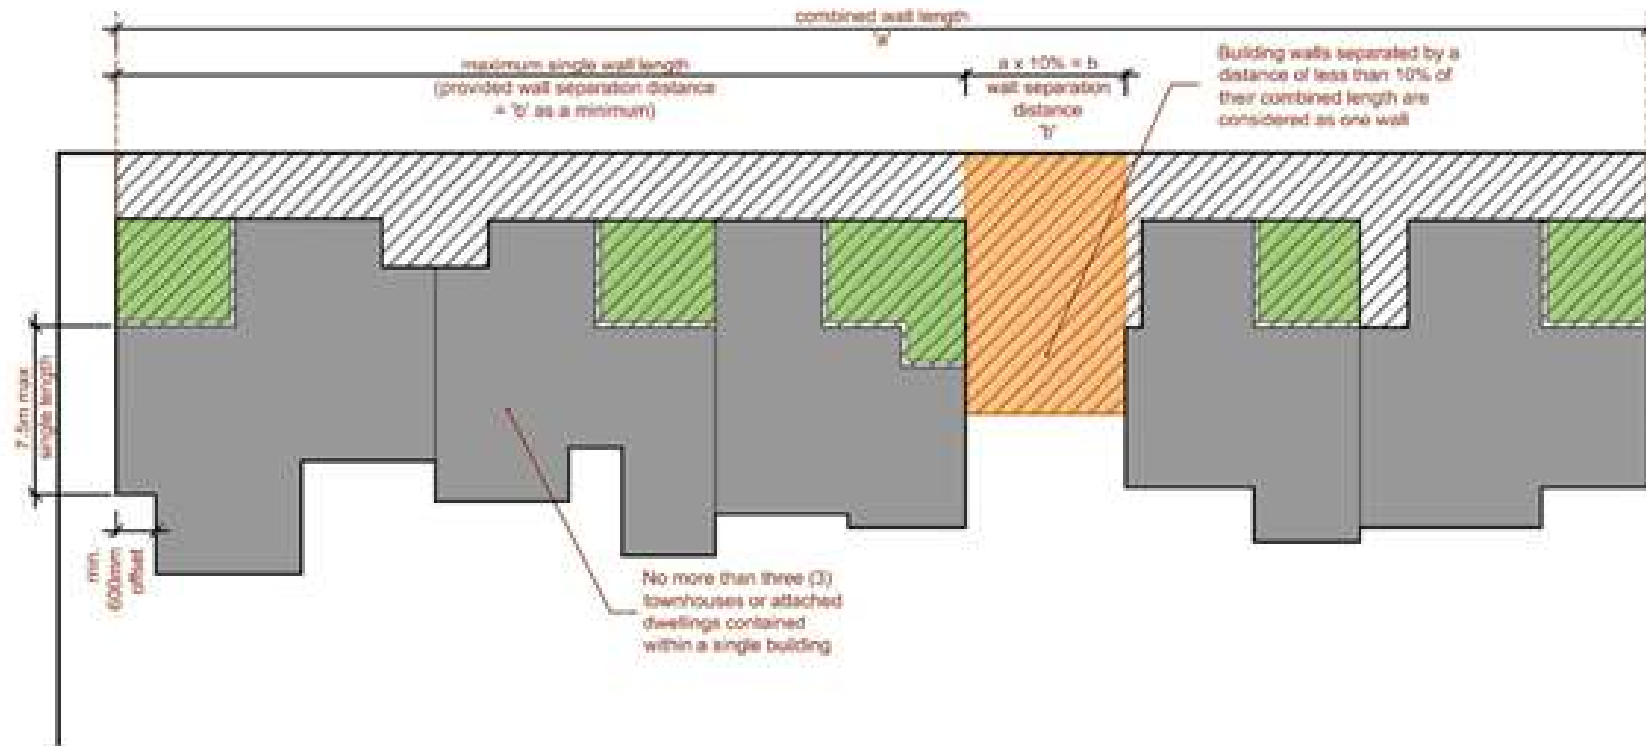 combined wall length
'a'
maximum single wall length
(provided wall separation distance
= 'b' as a minimum)
a x 10% = b
wall separation
distance
'b'
Building walls separated by a
distance of less than 10% of
their combined length are
considered as one wall
7.5m max.
single length
min.
600mm
offset
No more than three (3)
townhouses or attached
dwellings contained
within a single building